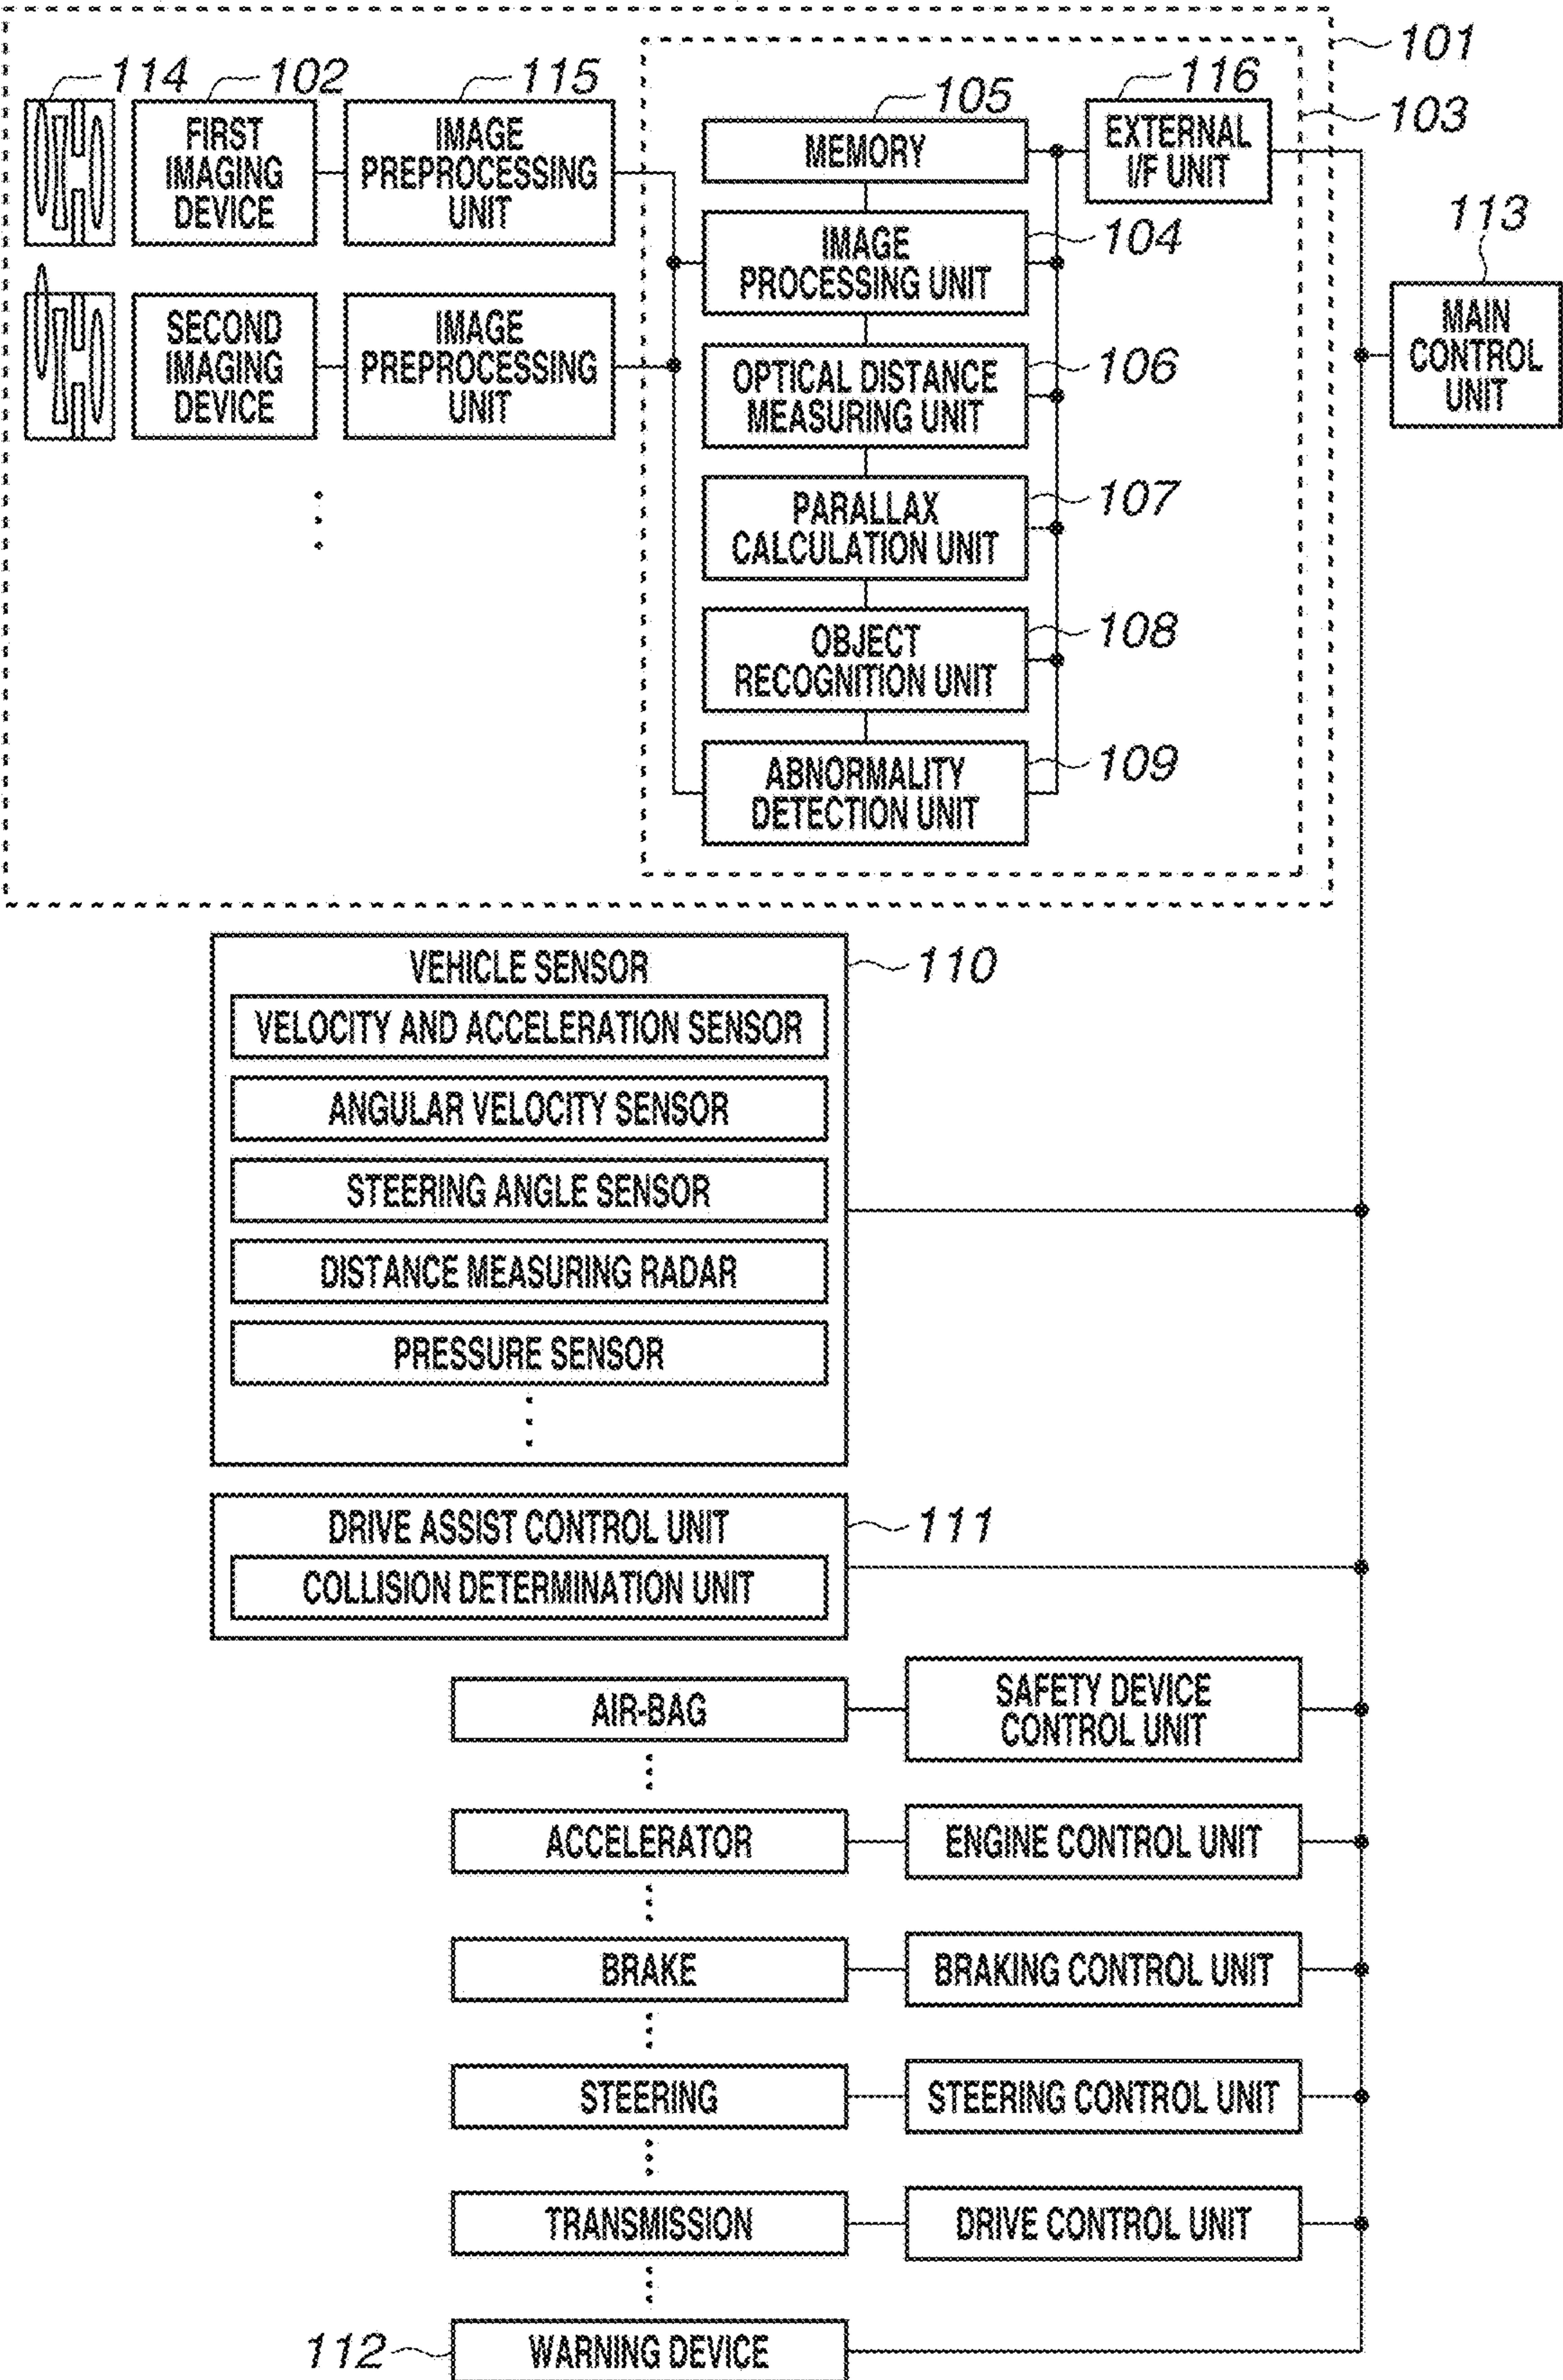 101
114
102
115
105
116
103
FIRST
IMAGING
DEVICE
IMAGE
PREPROCESSING
UNIT
MEMORY
EXTERNAL
I/F UNIT
113
104
IMAGE
PROCESSING UNIT
SECOND
IMAGING
DEVICE
IMAGE
PREPROCESSING
UNIT
MAIN
CONTROL
UNIT
106
OPTICAL DISTANCE
MEASURING UNIT
107
PARALLAX
CALCULATION UNIT
108
OBJECT
RECOGNITION UNIT
109
ABNORMALITY
DETECTION UNIT
VEHICLE SENSOR
110
VELOCITY AND ACCELERATION SENSOR
ANGULAR VELOCITY SENSOR
STEERING ANGLE SENSOR
DISTANCE MEASURING RADAR
PRESSURE SENSOR
DRIVE ASSIST CONTROL UNIT
111
COLLISION DETERMINATION UNIT
AIR-BAG
SAFETY DEVICE
CONTROL UNIT
ACCELERATOR
ENGINE CONTROL UNIT
BRAKE
BRAKING CONTROL UNIT
STEERING
STEERING CONTROL UNIT
TRANSMISSION
DRIVE CONTROL UNIT
112
WARNING DEVICE